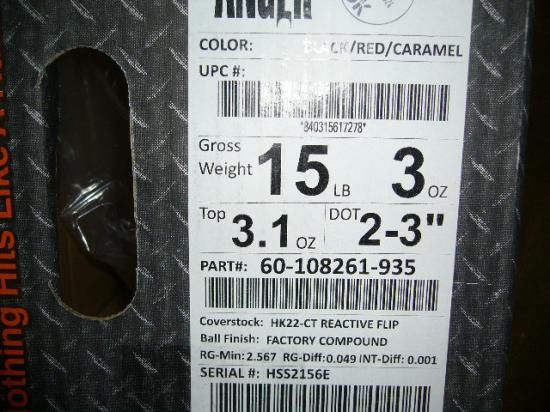 COLOR: BLACK/RED/CARAMEL
UPC #:
*840315617278*
Gross Weight 15 LB 3 OZ
Top 3.1 OZ DOT 2-3"
PART#: 60-108261-935
Coverstock: HK22-CT REACTIVE FLIP
Ball Finish: FACTORY COMPOUND
RG-Min: 2.567 RG-Diff: 0.049 INT-Diff: 0.001
SERIAL #: HSS2156E
Hits Like A